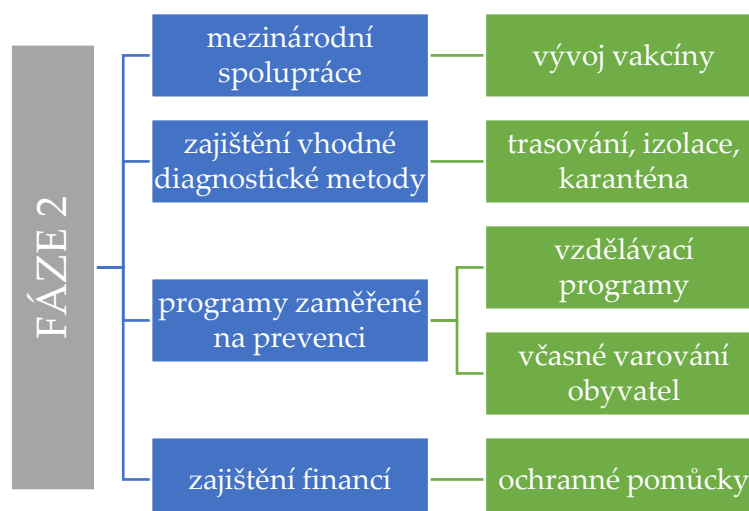 FÁZE 2
mezinárodní
spolupráce
vývoj vakcíny
zajištění vhodné
diagnostické metody
trasování, izolace,
karanténa
programy zaměřené
na prevenci
vzdělávací
programy
včasné varování
obyvatel
zajištění financí
ochranné pomůcky